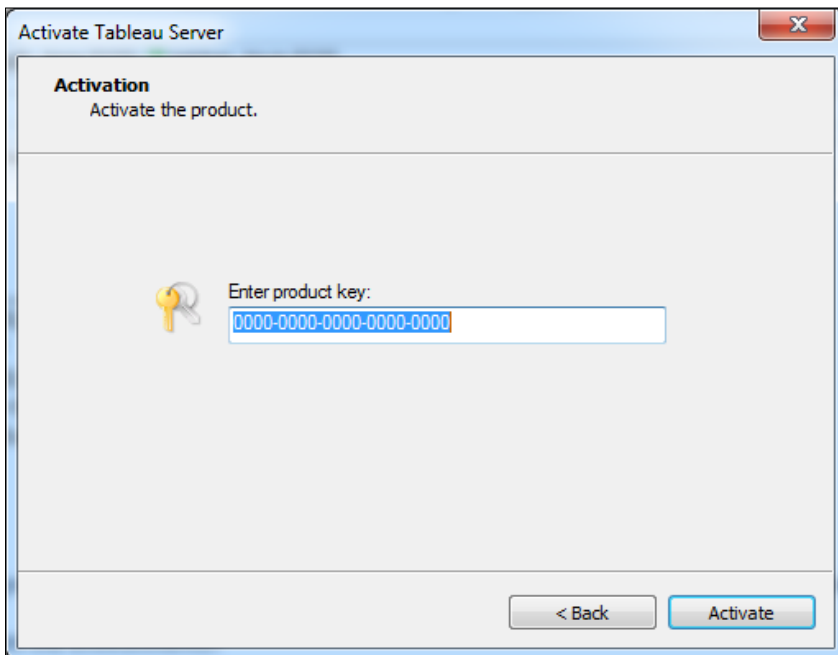 Activate Tableau Server
Activation
Activate the product.
Enter product key:
0000-0000-0000-0000-0000
< Back
Activate